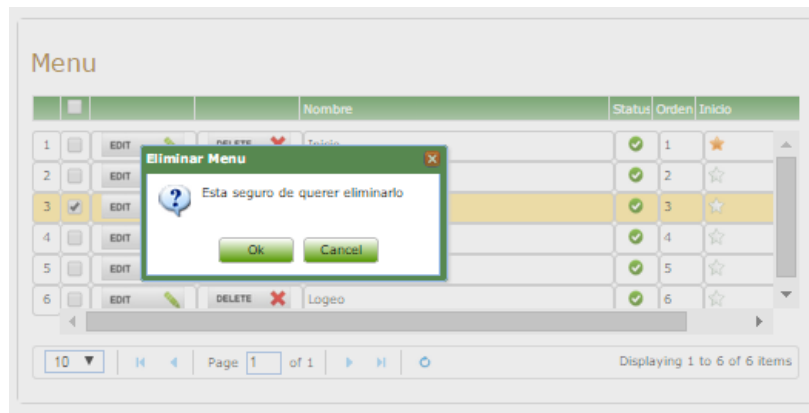 Menu
Nombre Status Orden Inicio
1 EDIT DELETE Inicio 1
Eliminar Menu
2 EDIT 2
Esta seguro de querer eliminarlo
3 EDIT 3
4 EDIT 4
Ok Cancel
5 EDIT 5
6 EDIT DELETE Logeo 6
10 Page 1 of 1 Displaying 1 to 6 of 6 items